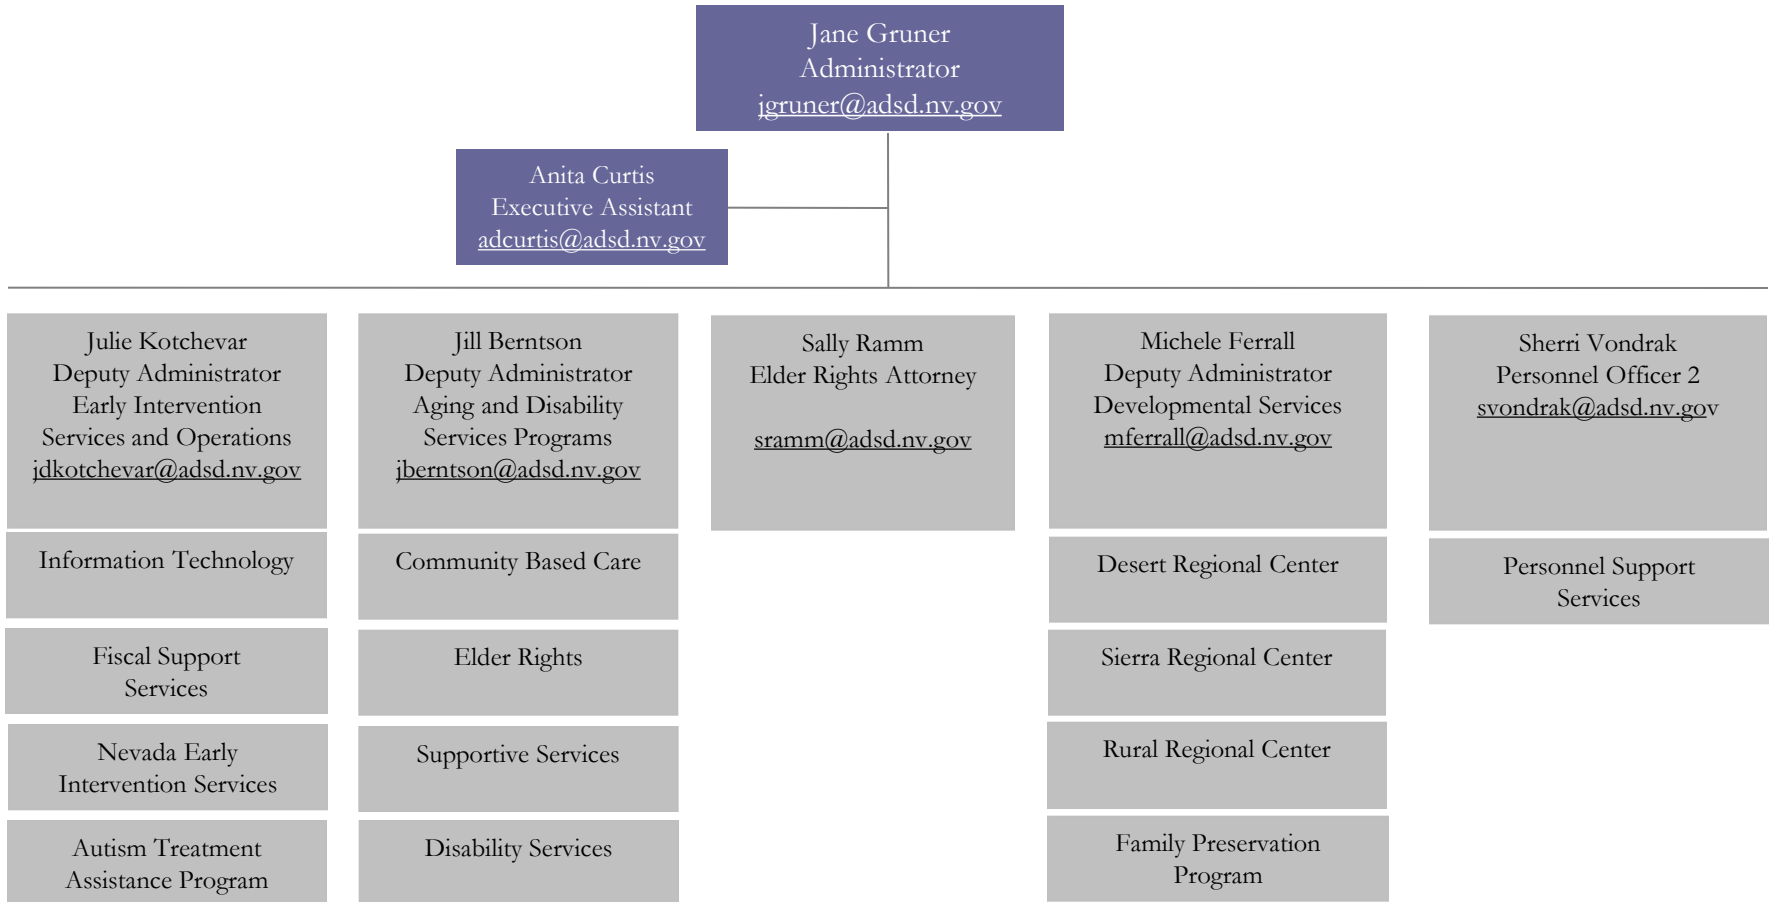 Jane Gruner
Administrator
jgruner@adsd.nv.gov
Anita Curtis
Executive Assistant
adcurtis@adsd.nv.gov
Julie Kotchevar
Deputy Administrator
Early Intervention
Services and Operations
jdkotchevar@adsd.nv.gov
Information Technology
Fiscal Support
Services
Nevada Early
Intervention Services
Autism Treatment
Assistance Program
Jill Berntson
Deputy Administrator
Aging and Disability
Services Programs
jberntson@adsd.nv.gov
Community Based Care
Elder Rights
Supportive Services
Disability Services
Sally Ramm
Elder Rights Attorney
sramm@adsd.nv.gov
Michele Ferrall
Deputy Administrator
Developmental Services
mferrall@adsd.nv.gov
Desert Regional Center
Sierra Regional Center
Rural Regional Center
Family Preservation
Program
Sherri Vondrak
Personnel Officer 2
svondrak@adsd.nv.gov
Personnel Support
Services